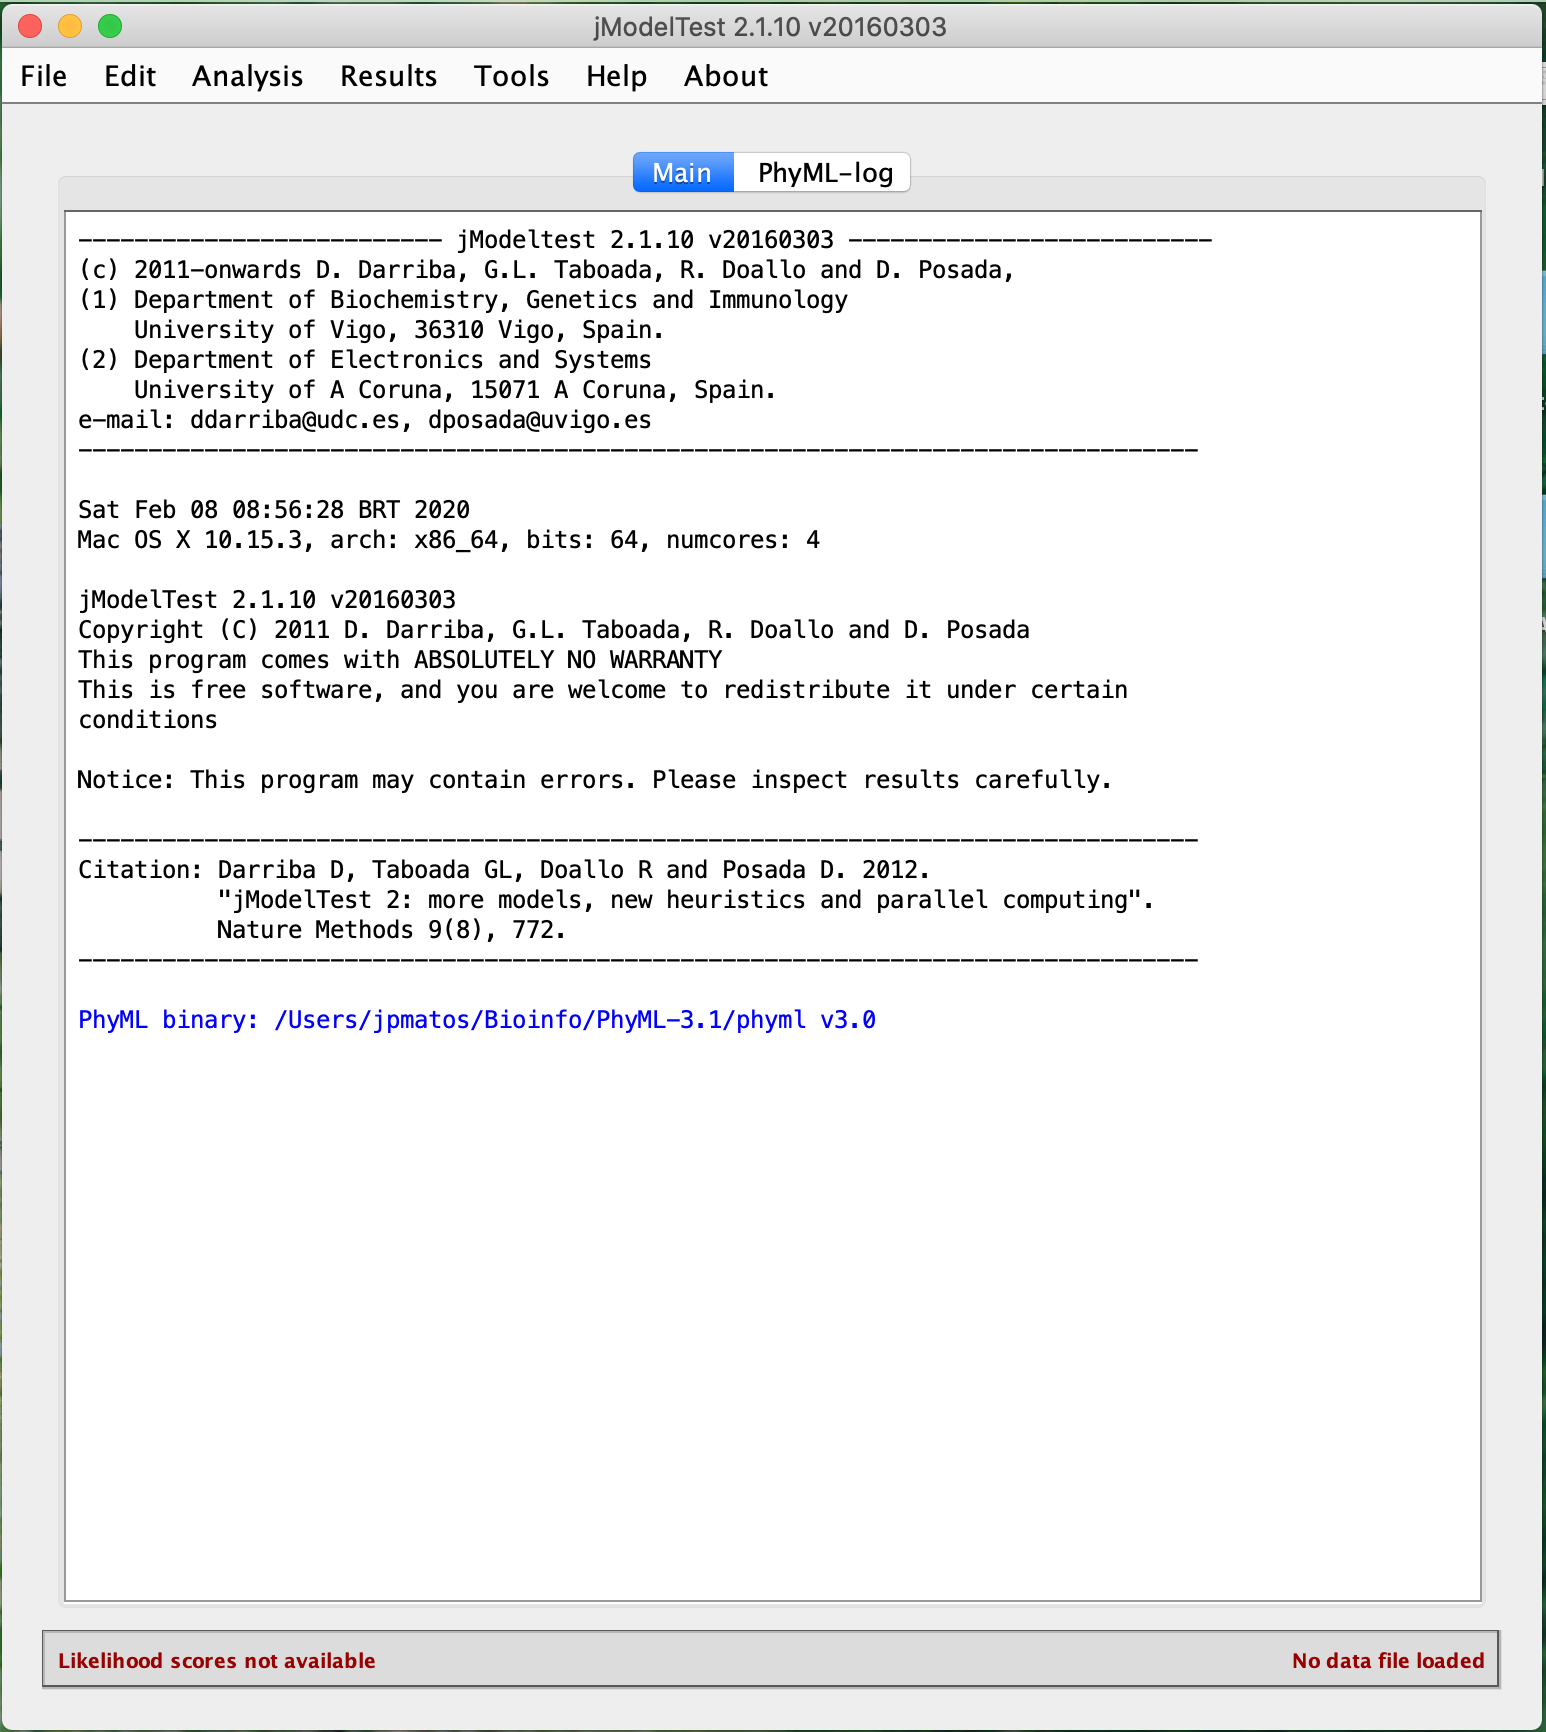 jModelTest 2.1.10 v20160303
File Edit Analysis Results Tools Help About
Main PhyML-log
-------------------------- jModeltest 2.1.10 v20160303 --------------------------
(c) 2011-onwards D. Darriba, G.L. Taboada, R. Doallo and D. Posada,
(1) Department of Biochemistry, Genetics and Immunology
    University of Vigo, 36310 Vigo, Spain.
(2) Department of Electronics and Systems
    University of A Coruna, 15071 A Coruna, Spain.
e-mail: ddarriba@udc.es, dposada@uvigo.es
--------------------------------------------------------------------------------
Sat Feb 08 08:56:28 BRT 2020
Mac OS X 10.15.3, arch: x86_64, bits: 64, numcores: 4
jModelTest 2.1.10 v20160303
Copyright (C) 2011 D. Darriba, G.L. Taboada, R. Doallo and D. Posada
This program comes with ABSOLUTELY NO WARRANTY
This is free software, and you are welcome to redistribute it under certain
conditions
Notice: This program may contain errors. Please inspect results carefully.
--------------------------------------------------------------------------------
Citation: Darriba D, Taboada GL, Doallo R and Posada D. 2012.
          "jModelTest 2: more models, new heuristics and parallel computing".
          Nature Methods 9(8), 772.
--------------------------------------------------------------------------------
PhyML binary: /Users/jpmatos/Bioinfo/PhyML-3.1/phyml v3.0
Likelihood scores not available
No data file loaded